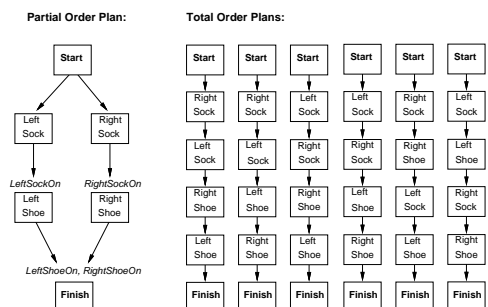 Partial Order Plan:
Start
Left
Sock
Right
Sock
LeftSockOn
RightSockOn
Left
Shoe
Right
Shoe
LeftShoeOn, RightShoeOn
Finish
Total Order Plans:
Start
Right
Sock
Left
Sock
Right
Shoe
Left
Shoe
Finish
Start
Right
Sock
Left
Sock
Left
Shoe
Right
Shoe
Finish
Start
Left
Sock
Right
Sock
Right
Shoe
Left
Shoe
Finish
Start
Left
Sock
Right
Sock
Left
Shoe
Right
Shoe
Finish
Start
Right
Sock
Right
Shoe
Left
Sock
Left
Shoe
Finish
Start
Left
Sock
Left
Shoe
Right
Sock
Right
Shoe
Finish